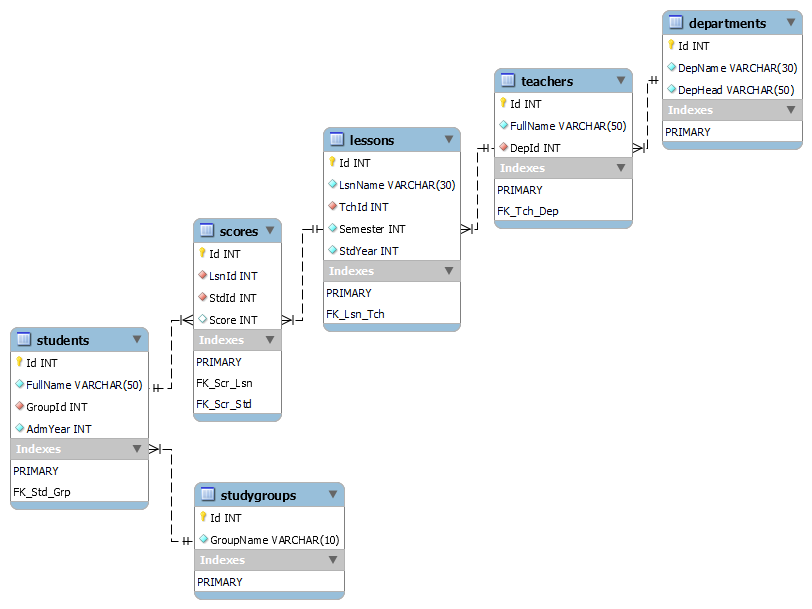 departments
Id INT
DepName VARCHAR(30)
DepHead VARCHAR(50)
Indexes
PRIMARY
teachers
Id INT
FullName VARCHAR(50)
DepId INT
Indexes
PRIMARY
FK_Tch_Dep
lessons
Id INT
LsnName VARCHAR(30)
TchId INT
Semester INT
StdYear INT
Indexes
PRIMARY
FK_Lsn_Tch
scores
Id INT
LsnId INT
StdId INT
Score INT
Indexes
PRIMARY
FK_Scr_Lsn
FK_Scr_Std
students
Id INT
FullName VARCHAR(50)
GroupId INT
AdmYear INT
Indexes
PRIMARY
FK_Std_Grp
studygroups
Id INT
GroupName VARCHAR(10)
Indexes
PRIMARY